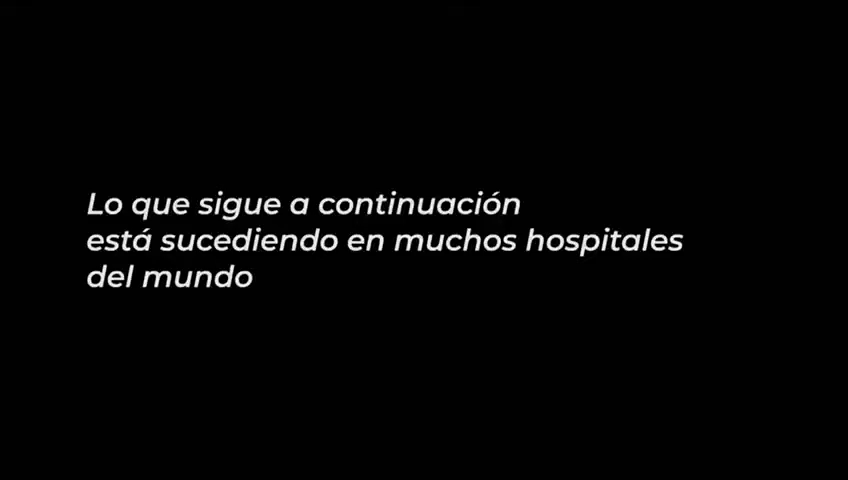 Lo que sigue a continuación
está sucediendo en muchos hospitales
del mundo